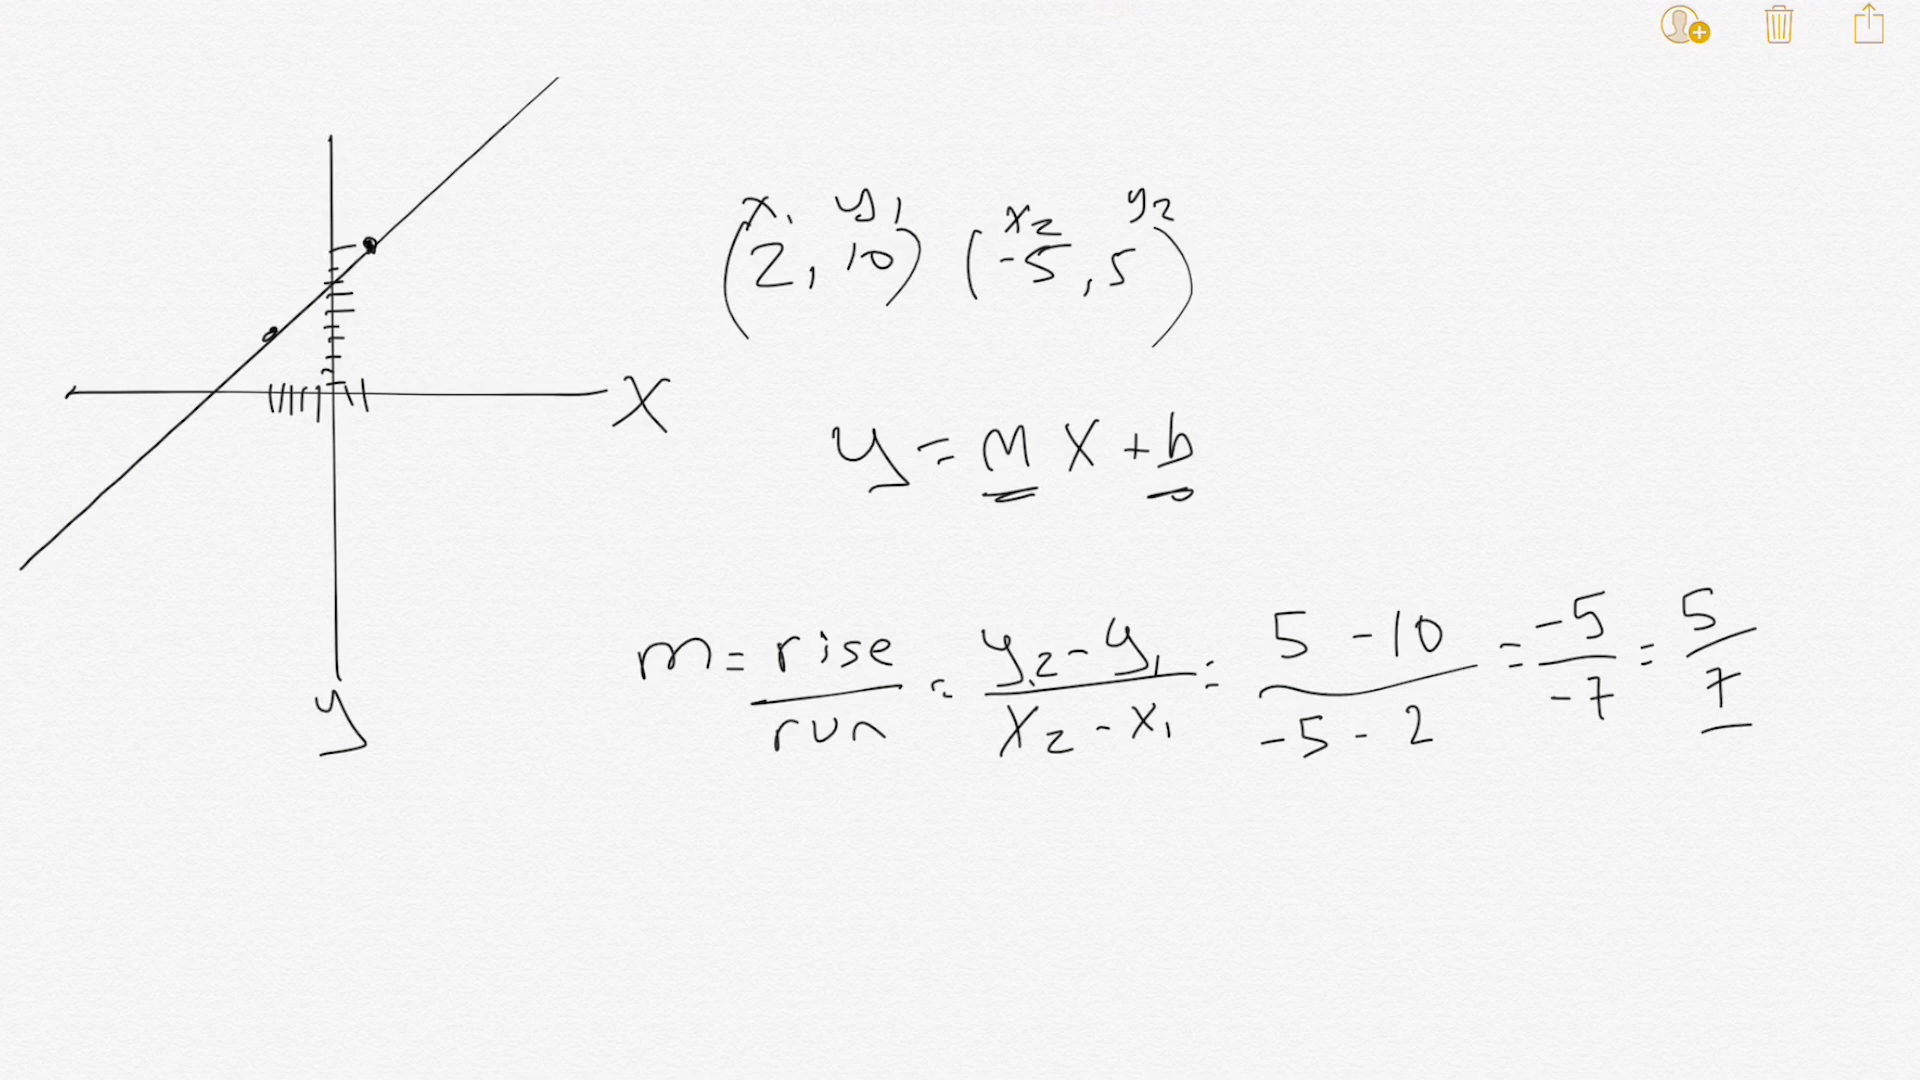 x₁ y₁ x₂ y₂
(2, 10) (-5, 5)
X
y = m x + b
m = rise/run = (y₂ - y₁)/(x₂ - x₁) = (5 - 10)/(-5 - 2) = -5/-7 = 5/7
y